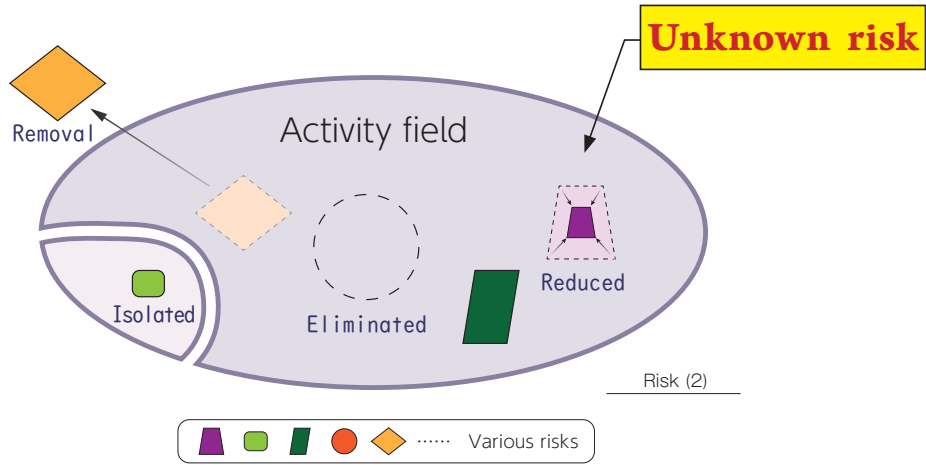 Unknown risk
Removal
Activity field
Reduced
Isolated
Eliminated
Risk (2)
...... Various risks